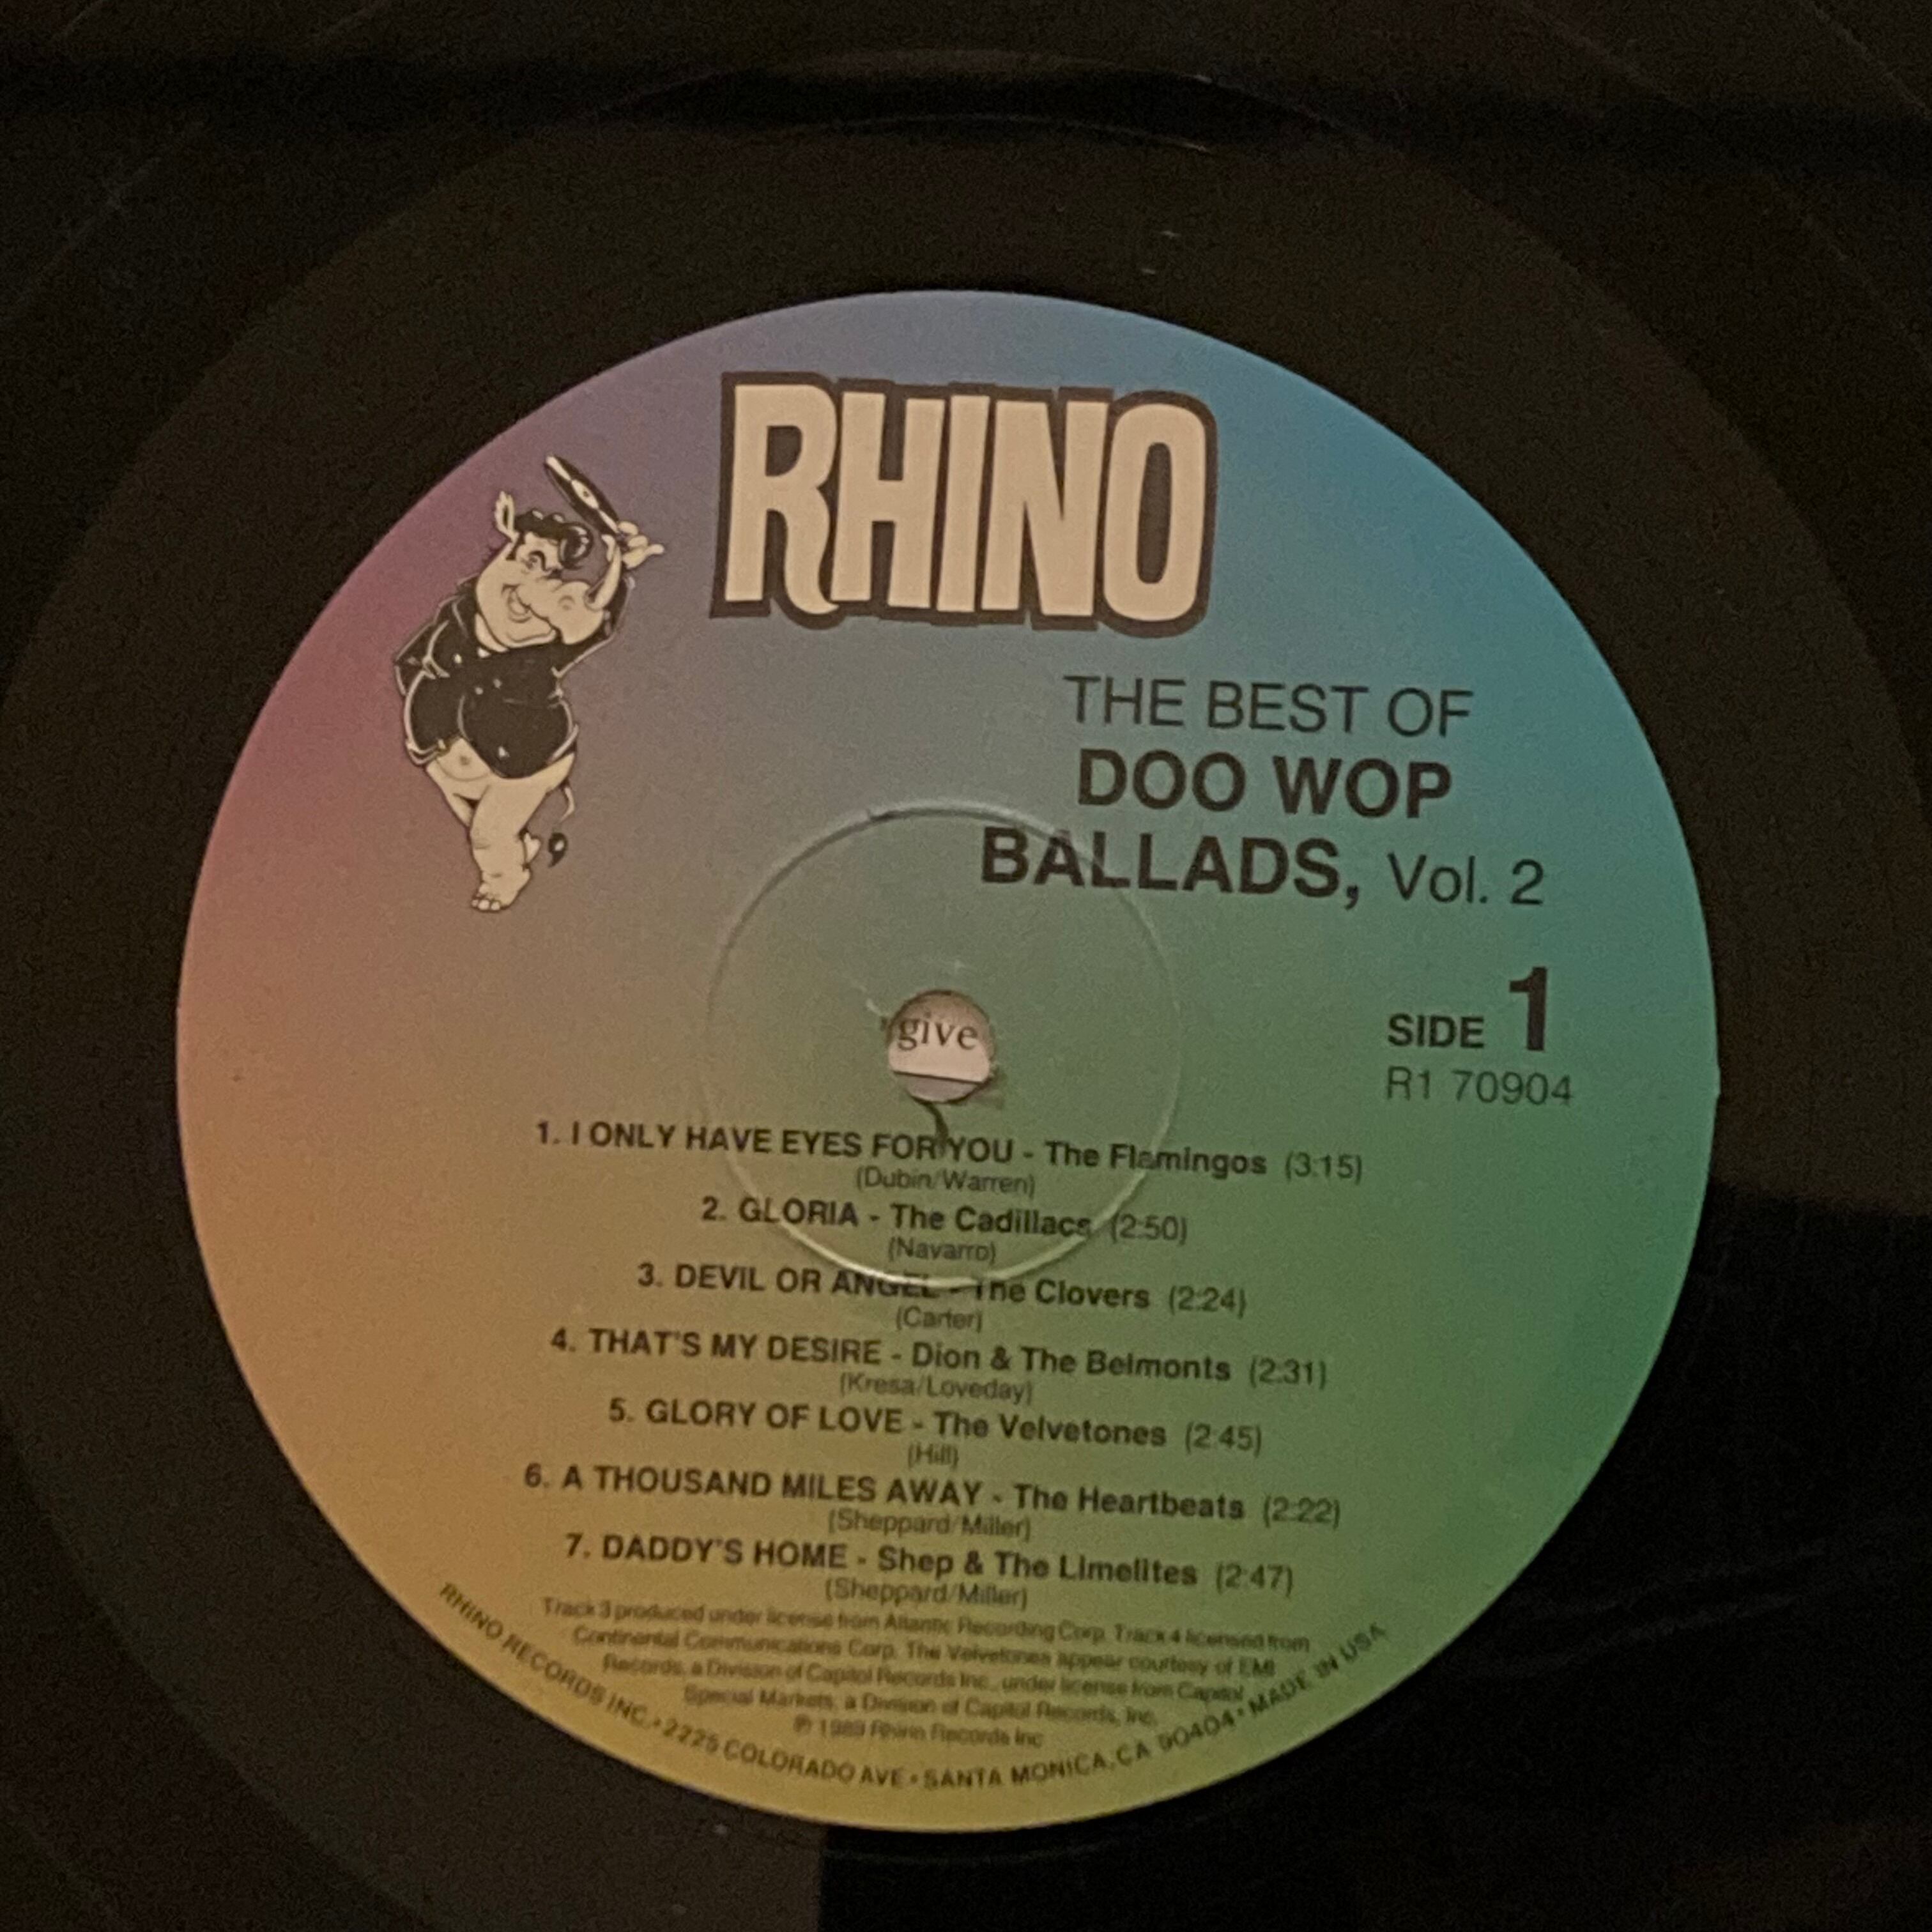 RHINO
THE BEST OF
DOO WOP
BALLADS, Vol. 2
SIDE 1
R1 70904
give
1. I ONLY HAVE EYES FOR YOU - The Flamingos (3:15)
(Dubin/Warren)
2. GLORIA - The Cadillacs (2:50)
(Navarro)
3. DEVIL OR ANGEL - The Clovers (2:24)
(Carter)
4. THAT'S MY DESIRE - Dion & The Belmonts (2:31)
(Kresa/Loveday)
5. GLORY OF LOVE - The Velvetones (2:45)
(Hill)
6. A THOUSAND MILES AWAY - The Heartbeats (2:22)
(Sheppard/Miller)
7. DADDY'S HOME - Shep & The Limelites (2:47)
(Sheppard/Miller)
Track 3 produced under license from Atlantic Recording Corp. Track 4 licensed from
Continental Communications Corp. The Velvetones appear courtesy of EMI
Records, a Division of Capitol Records Inc., under license from Capitol
Special Markets, a Division of Capitol Records, Inc.
℗ 1989 Rhino Records Inc.
RHINO RECORDS INC. • 2225 COLORADO AVE • SANTA MONICA, CA 90404 • MADE IN USA